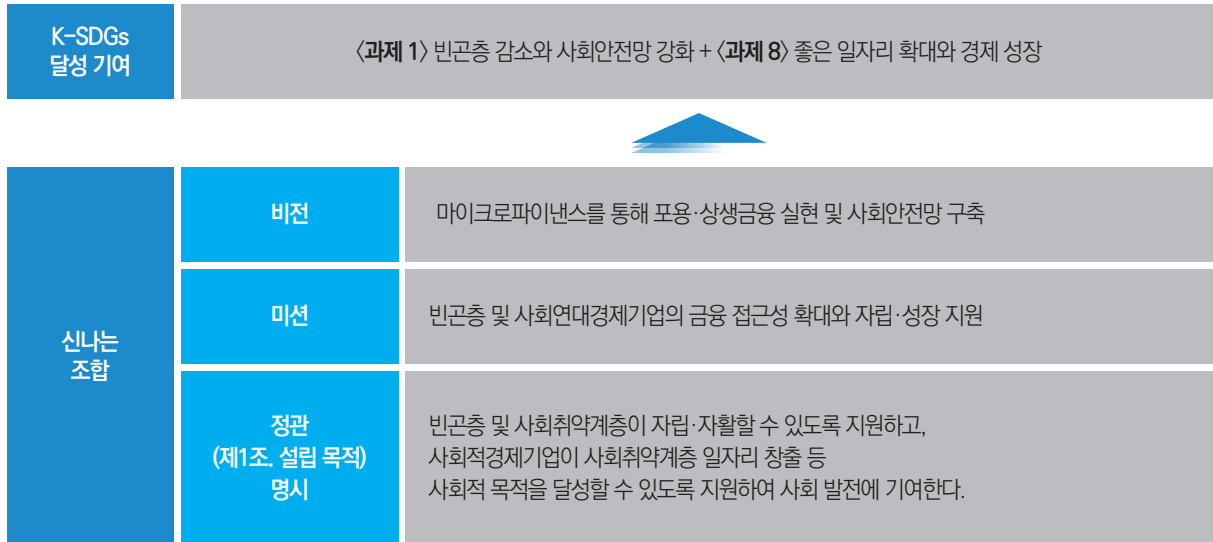 K-SDGs
달성 기여
〈과제 1〉 빈곤층 감소와 사회안전망 강화 + 〈과제 8〉 좋은 일자리 확대와 경제 성장
신나는
조합
비전
마이크로파이낸스를 통해 포용·상생금융 실현 및 사회안전망 구축
미션
빈곤층 및 사회연대경제기업의 금융 접근성 확대와 자립·성장 지원
정관
(제1조. 설립 목적)
명시
빈곤층 및 사회취약계층이 자립·자활할 수 있도록 지원하고,
사회적경제기업이 사회취약계층 일자리 창출 등
사회적 목적을 달성할 수 있도록 지원하여 사회 발전에 기여한다.